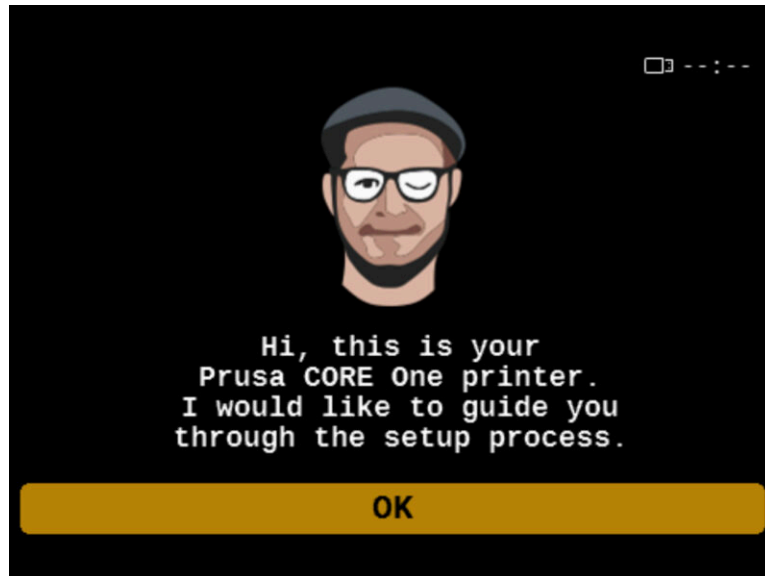 --:--
Hi, this is your
Prusa CORE One printer.
I would like to guide you
through the setup process.
OK